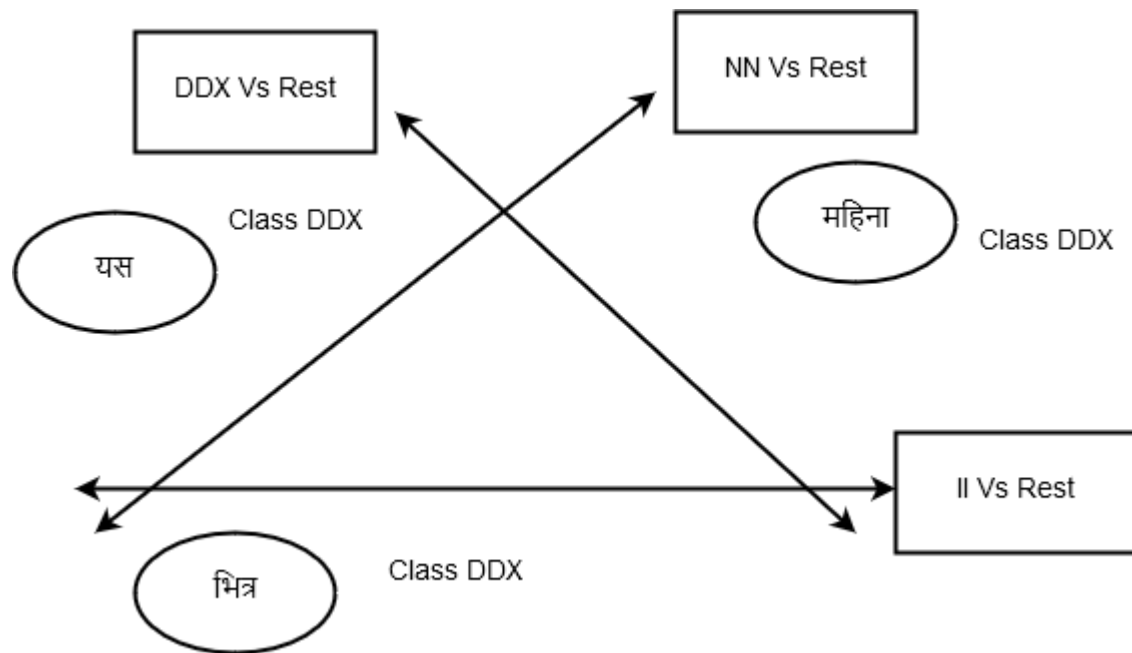 DDX Vs Rest
NN Vs Rest
Class DDX
यस
महिना
Class DDX
II Vs Rest
भित्र
Class DDX